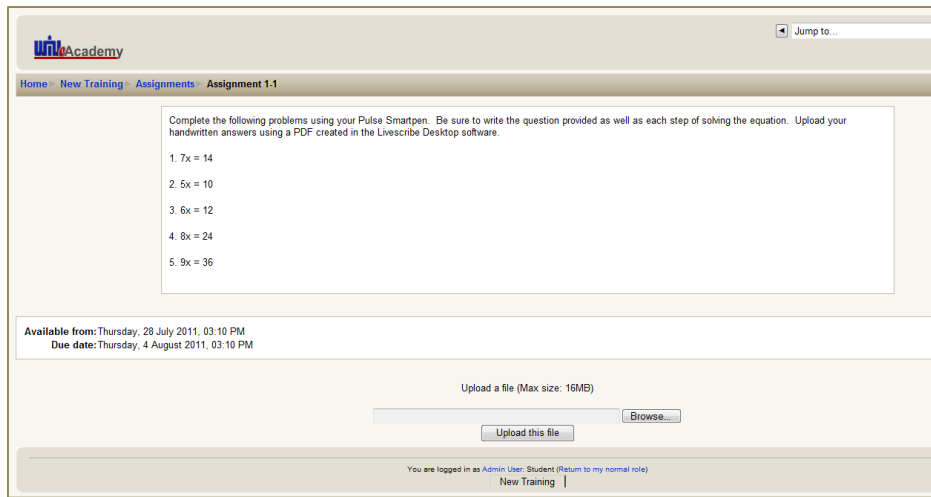 Jump to...
WNLeAcademy
Home New Training Assignments Assignment 1-1
Complete the following problems using your Pulse Smartpen. Be sure to write the question provided as well as each step of solving the equation. Upload your
handwritten answers using a PDF created in the Livescribe Desktop software.
1. 7x = 14
2. 5x = 10
3. 6x = 12
4. 8x = 24
5. 9x = 36
Available from: Thursday, 28 July 2011, 03:10 PM
Due date: Thursday, 4 August 2011, 03:10 PM
Upload a file (Max size: 16MB)
Browse...
Upload this file
You are logged in as Admin User: Student (Return to my normal role)
New Training